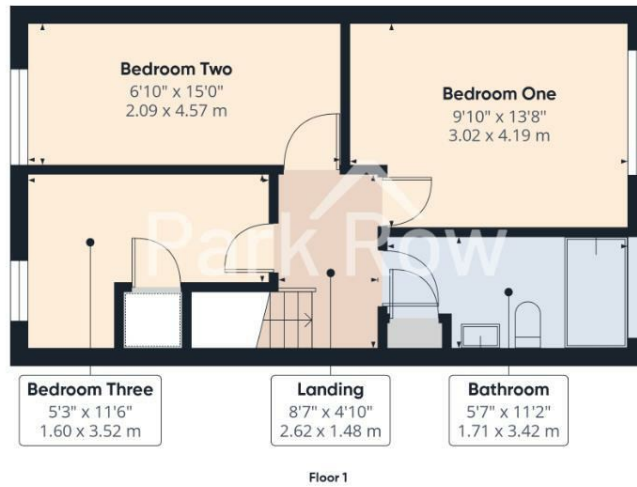 Bedroom Two
6'10" x 15'0"
2.09 x 4.57 m
Bedroom One
9'10" x 13'8"
3.02 x 4.19 m
Park Row
Bedroom Three
5'3" x 11'6"
1.60 x 3.52 m
Landing
8'7" x 4'10"
2.62 x 1.48 m
Bathroom
5'7" x 11'2"
1.71 x 3.42 m
Floor 1